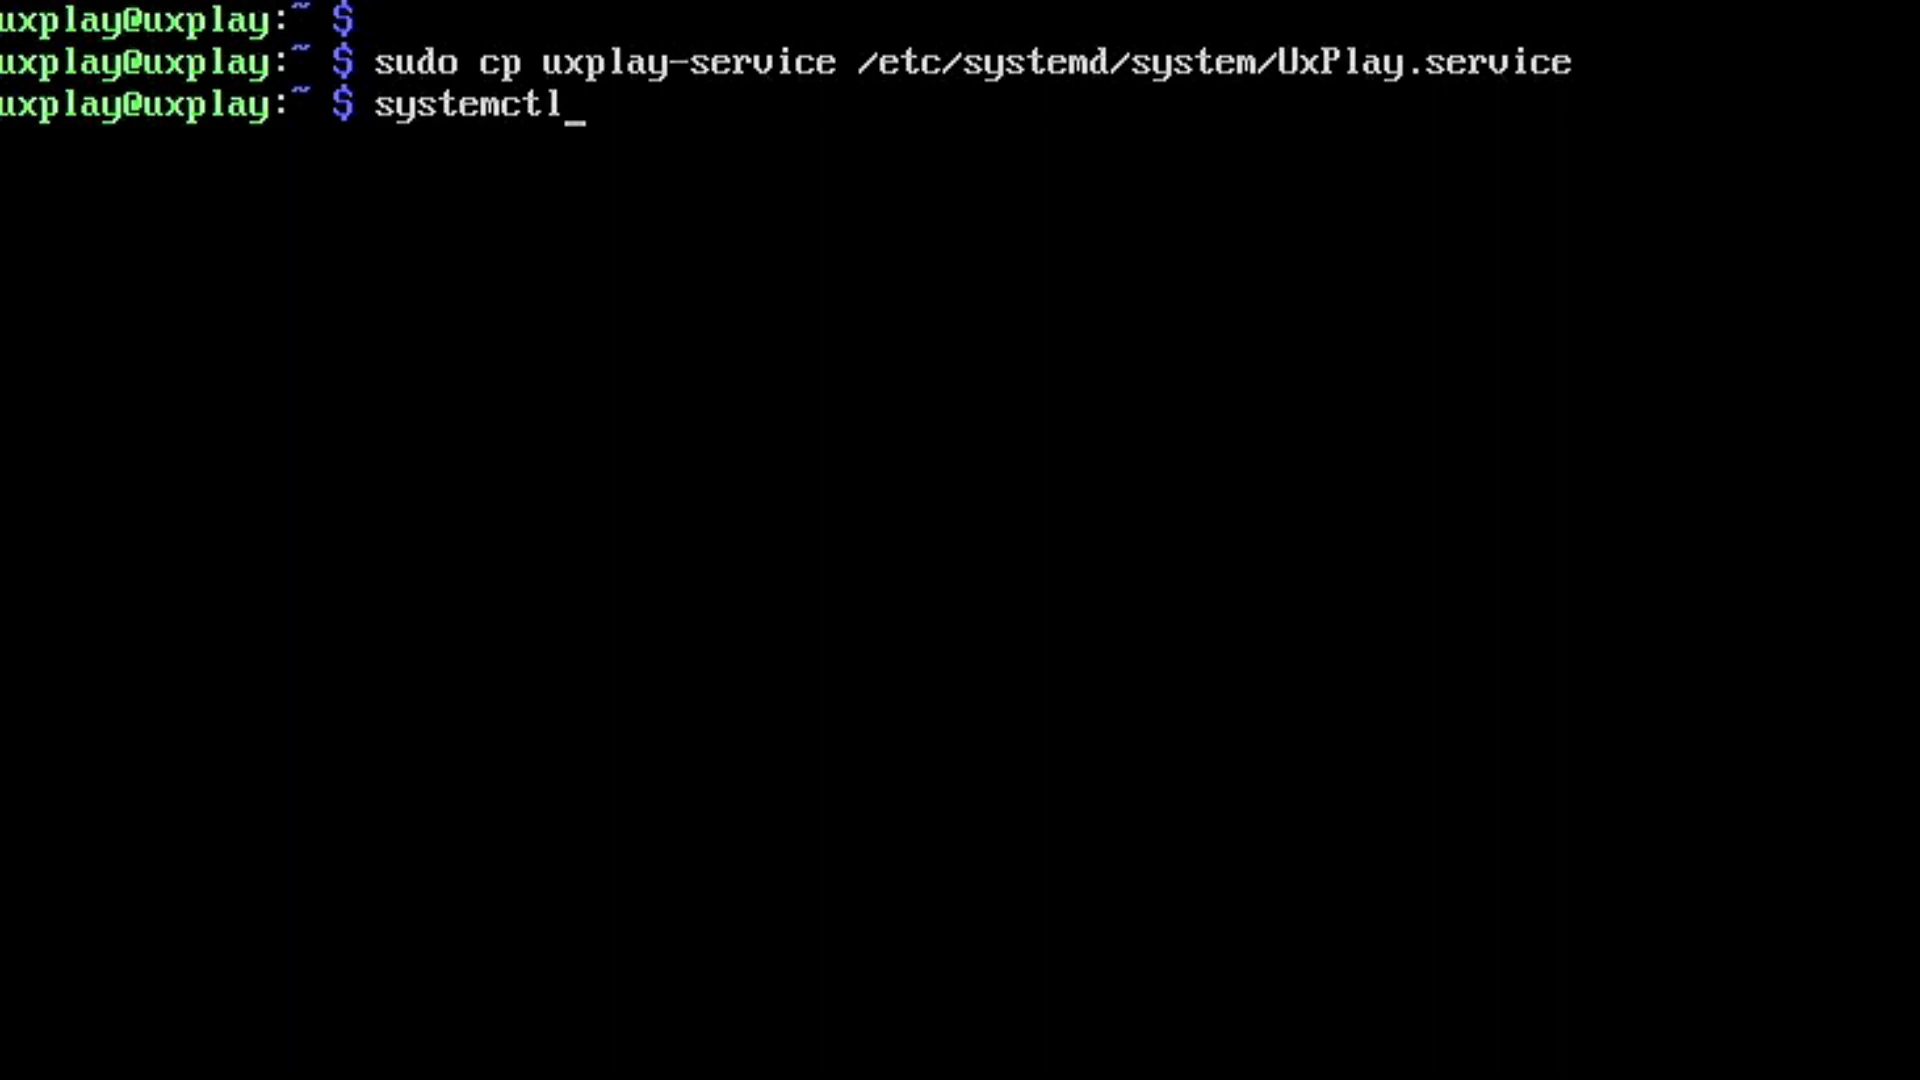 uxplay@uxplay:~ $
uxplay@uxplay:~ $ sudo cp uxplay-service /etc/systemd/system/UxPlay.service
uxplay@uxplay:~ $ systemctl_